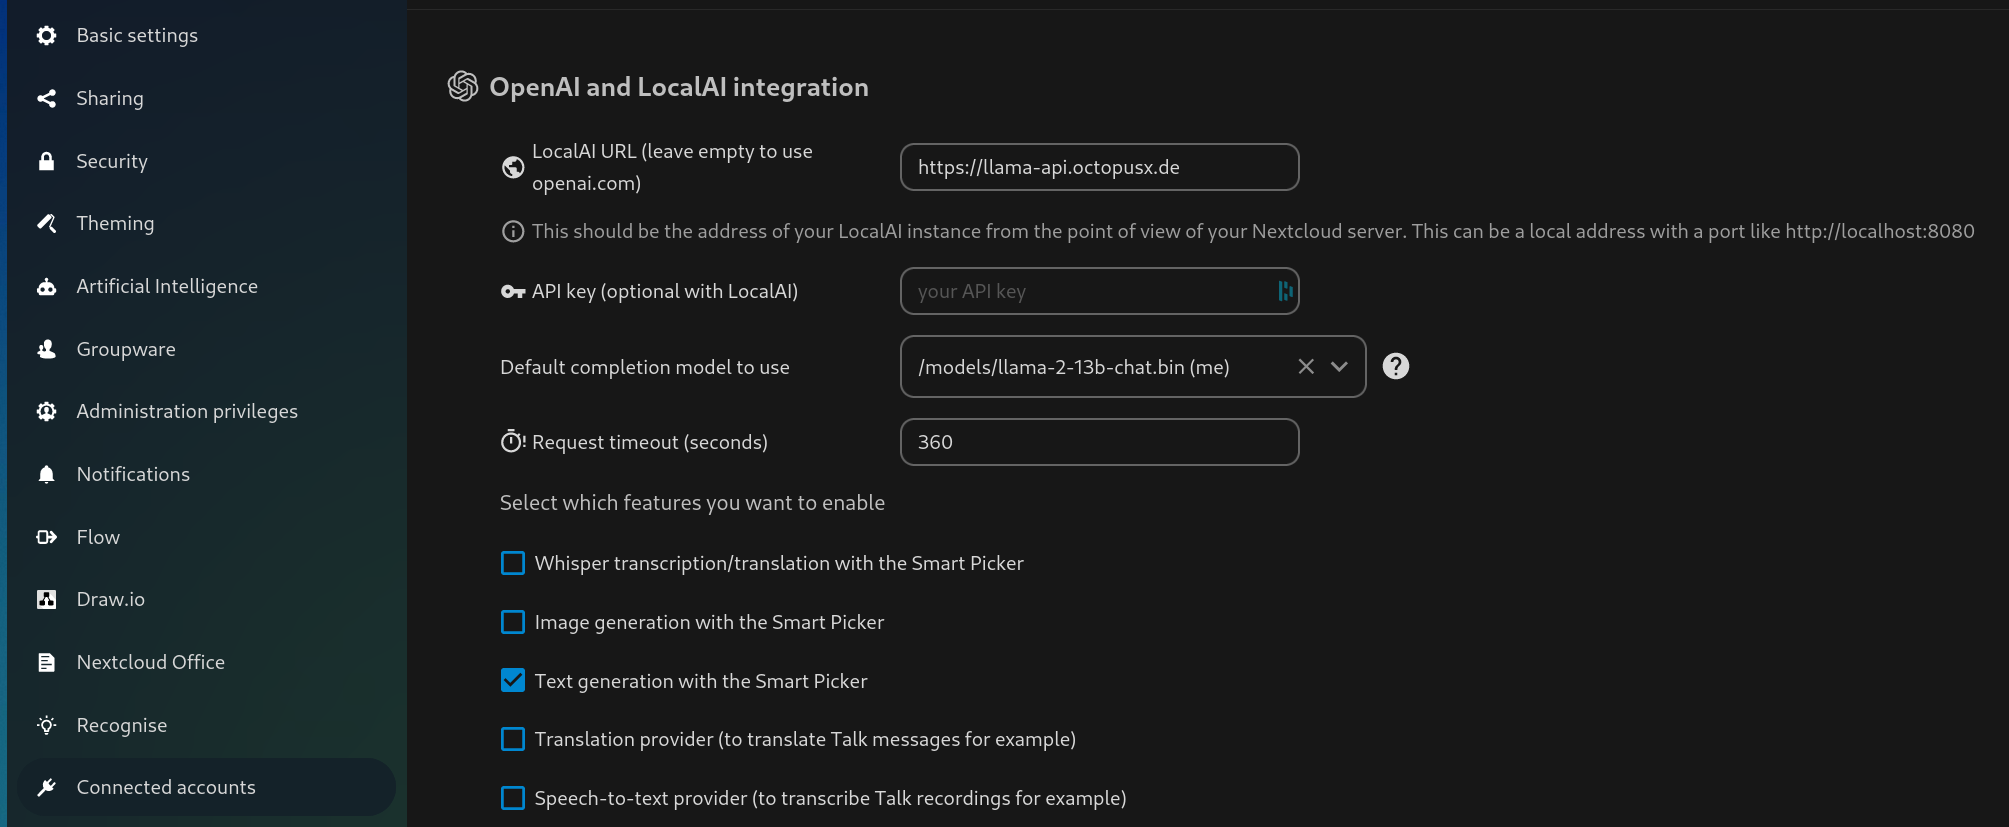 Basic settings
Sharing
Security
Theming
Artificial Intelligence
Groupware
Administration privileges
Notifications
Flow
Draw.io
Nextcloud Office
Recognise
Connected accounts
OpenAI and LocalAI integration
LocalAI URL (leave empty to use
openai.com)
https://llama-api.octopusx.de
This should be the address of your LocalAI instance from the point of view of your Nextcloud server. This can be a local address with a port like http://localhost:8080
API key (optional with LocalAI)
your API key
Default completion model to use
/models/llama-2-13b-chat.bin (me)
Request timeout (seconds)
360
Select which features you want to enable
Whisper transcription/translation with the Smart Picker
Image generation with the Smart Picker
Text generation with the Smart Picker
Translation provider (to translate Talk messages for example)
Speech-to-text provider (to transcribe Talk recordings for example)